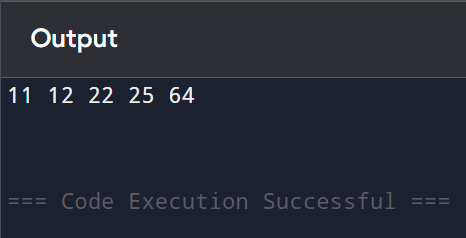 Output
11 12 22 25 64
=== Code Execution Successful ===